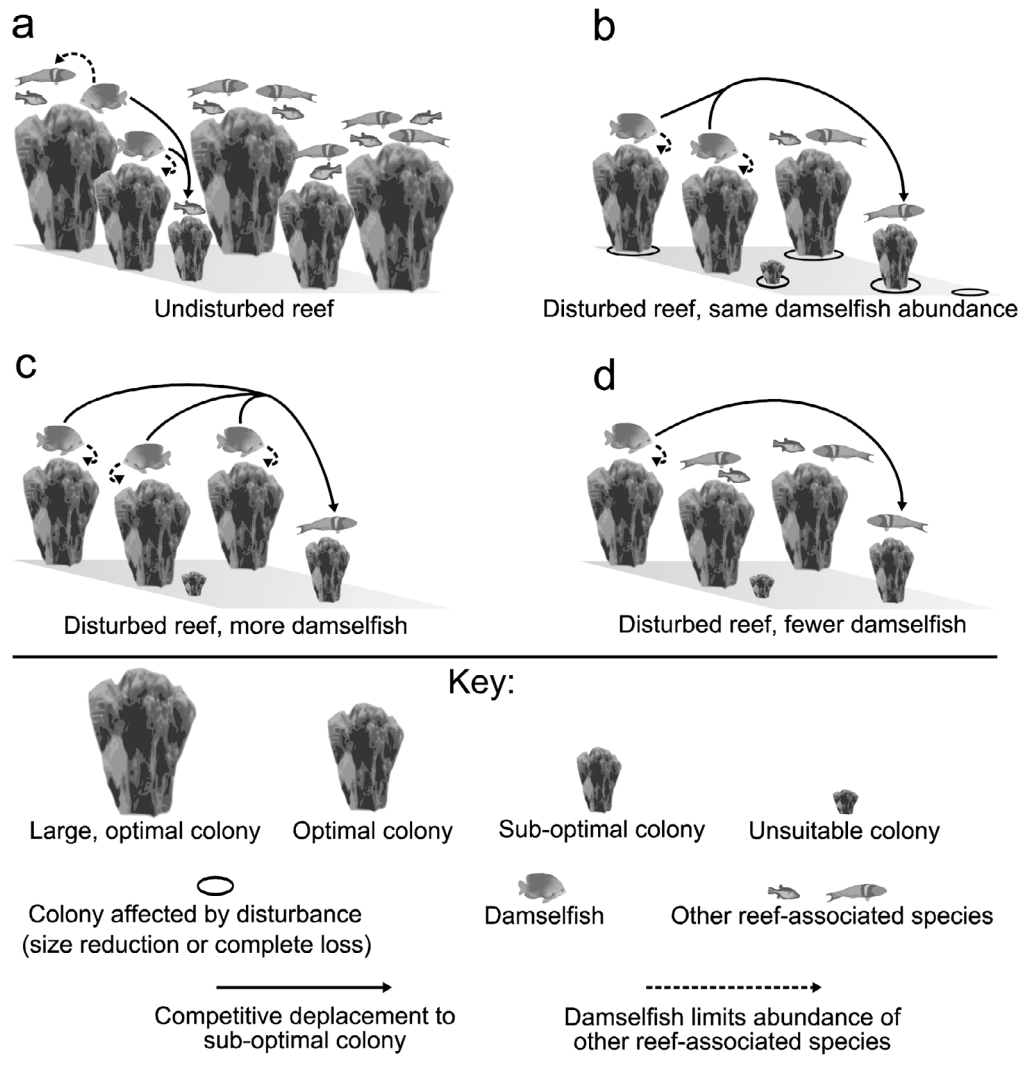 a
b
Undisturbed reef
Disturbed reef, same damselfish abundance
c
d
Disturbed reef, more damselfish
Disturbed reef, fewer damselfish
Key:
Large, optimal colony
Optimal colony
Sub-optimal colony
Unsuitable colony
Colony affected by disturbance
(size reduction or complete loss)
Damselfish
Other reef-associated species
Competitive deplacement to
sub-optimal colony
Damselfish limits abundance of
other reef-associated species